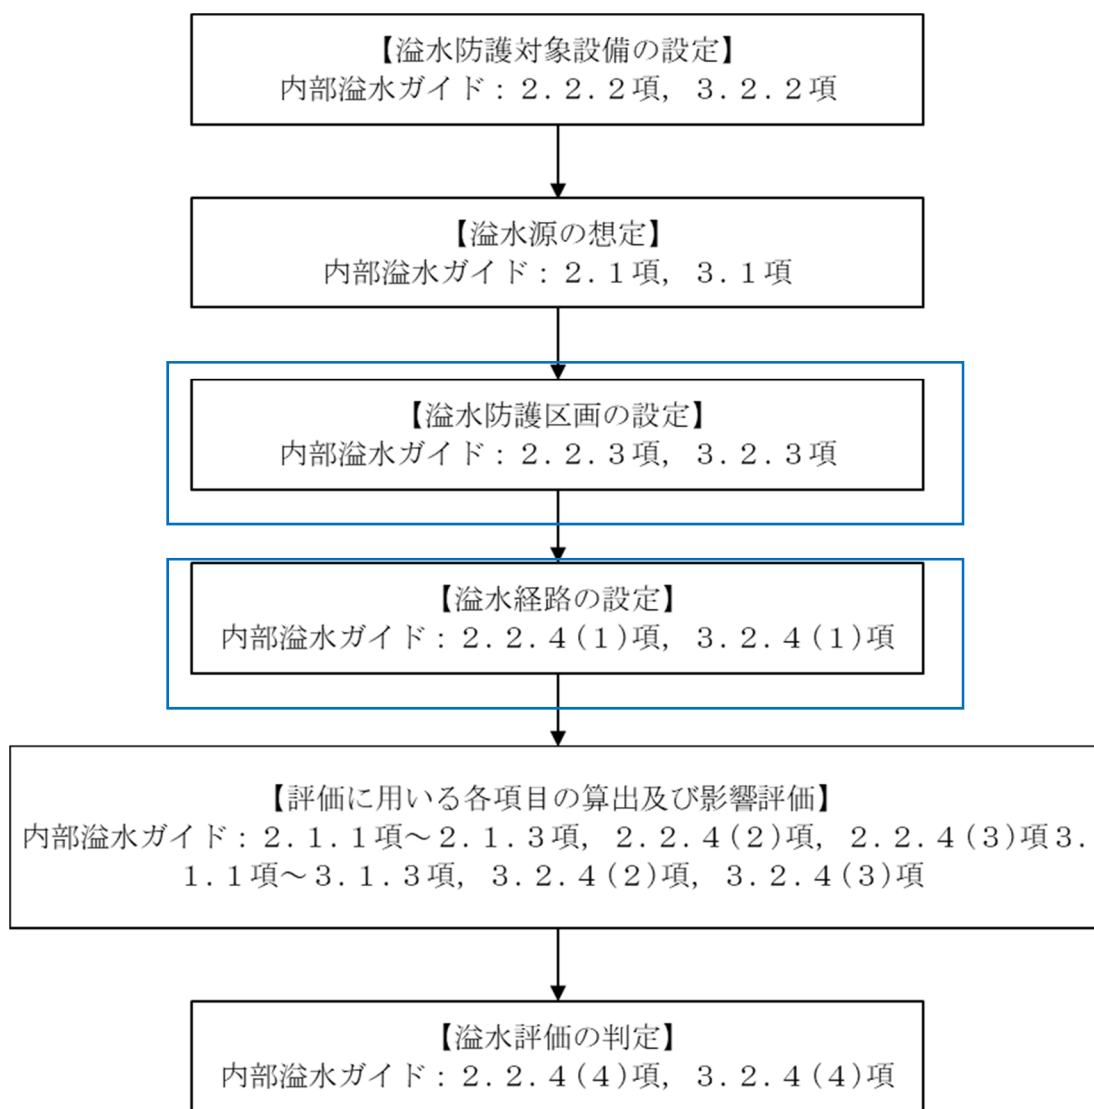 【溢水防護対象設備の設定】
内部溢水ガイド：２．２．２項，３．２．２項
【溢水源の想定】
内部溢水ガイド：２．１項，３．１項
【溢水防護区画の設定】
内部溢水ガイド：２．２．３項，３．２．３項
【溢水経路の設定】
内部溢水ガイド：２．２．４(１)項，３．２．４(１)項
【評価に用いる各項目の算出及び影響評価】
内部溢水ガイド：２．１．１項～２．１．３項，２．２．４(２)項，２．２．４(３)項３．
１．１項～３．１．３項，３．２．４(２)項，３．２．４(３)項
【溢水評価の判定】
内部溢水ガイド：２．２．４(４)項，３．２．４(４)項